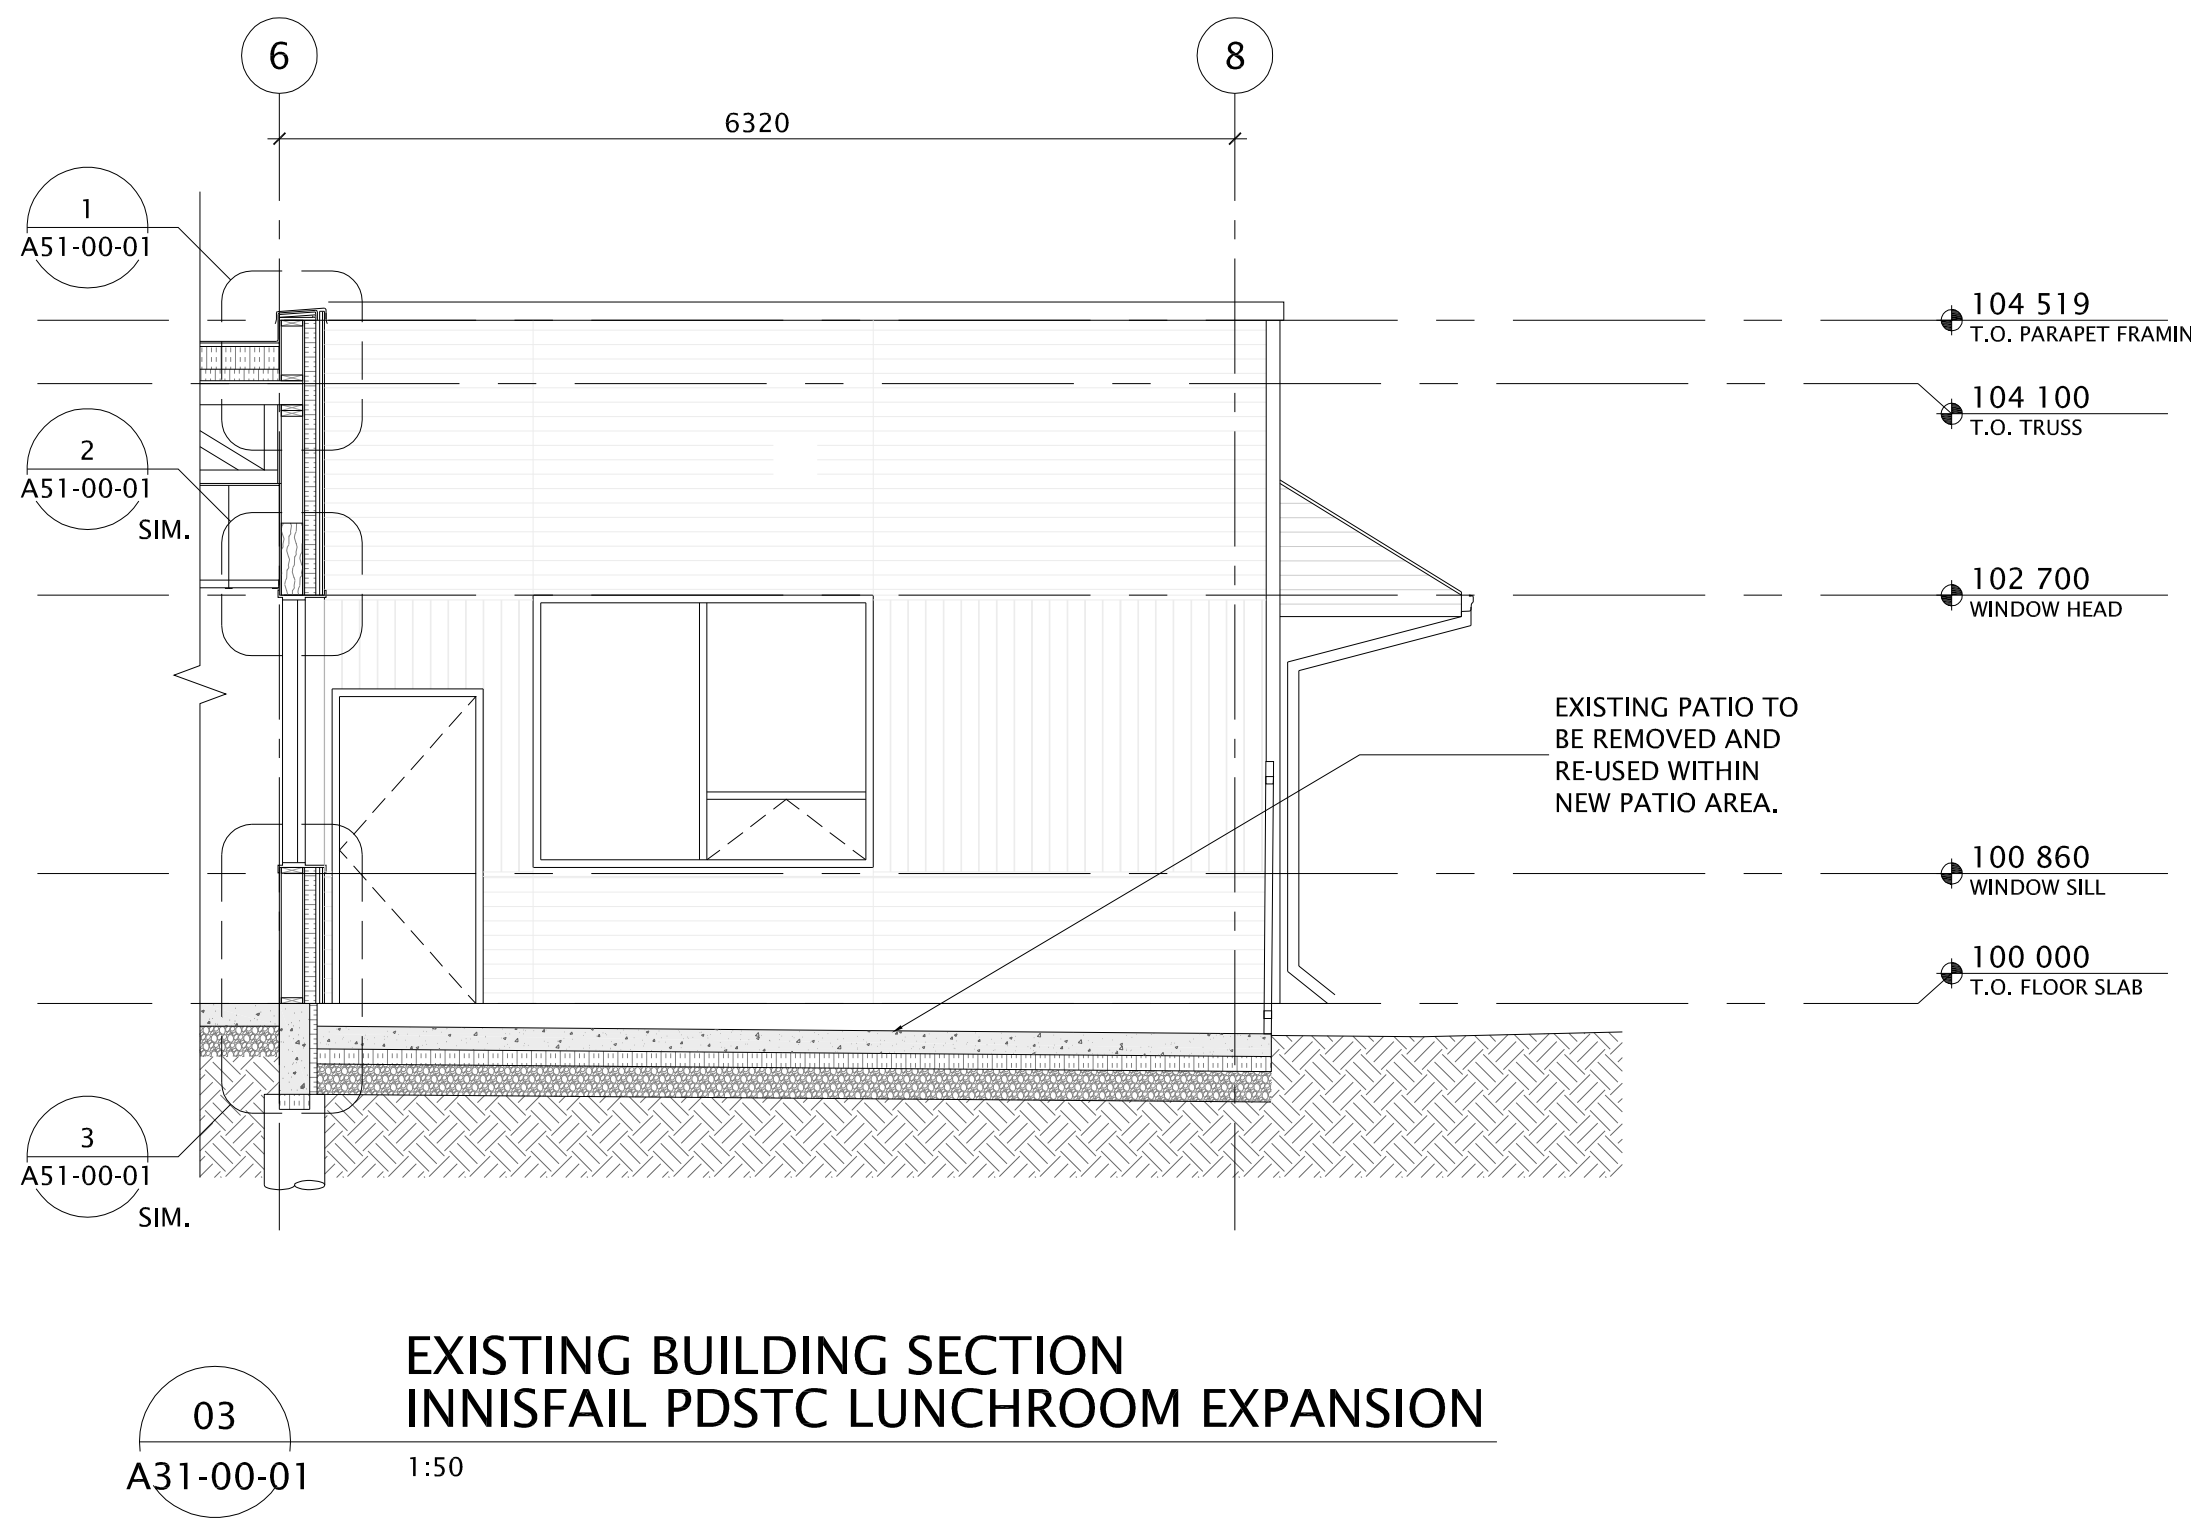 6
8
6320
1
A51-00-01
2
A51-00-01
SIM.
104 519
T.O. PARAPET FRAMIN
104 100
T.O. TRUSS
102 700
WINDOW HEAD
EXISTING PATIO TO
BE REMOVED AND
RE-USED WITHIN
NEW PATIO AREA.
100 860
WINDOW SILL
100 000
T.O. FLOOR SLAB
3
A51-00-01
SIM.
EXISTING BUILDING SECTION
INNISFAIL PDSTC LUNCHROOM EXPANSION
03
A31-00-01
1:50